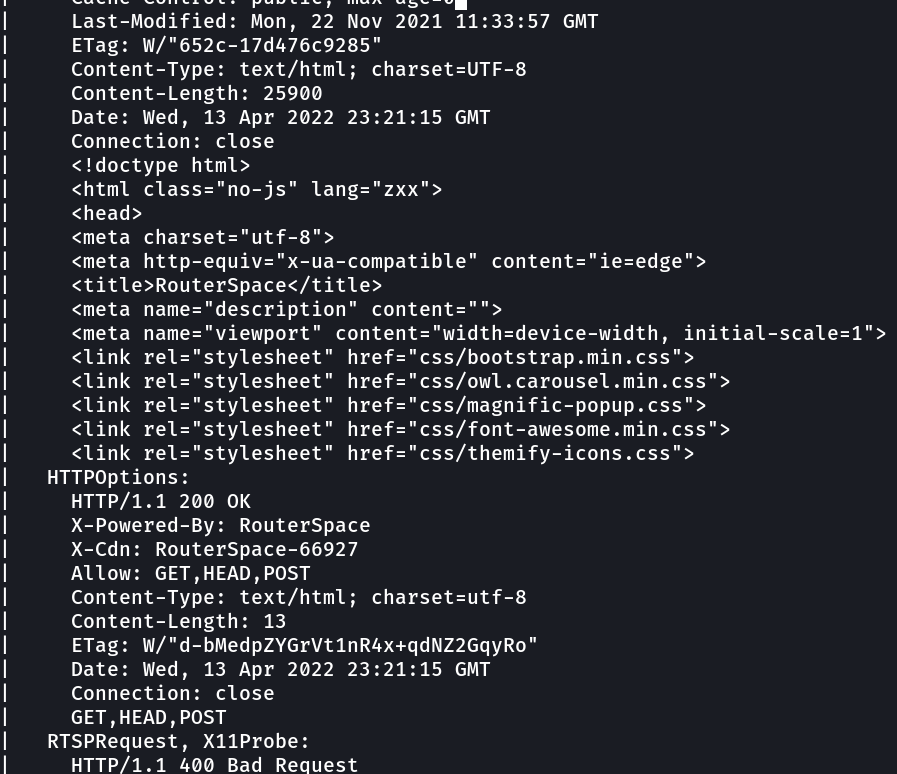 |     Cache-Control: public, max-age=0
|     Last-Modified: Mon, 22 Nov 2021 11:33:57 GMT
|     ETag: W/"652c-17d476c9285"
|     Content-Type: text/html; charset=UTF-8
|     Content-Length: 25900
|     Date: Wed, 13 Apr 2022 23:21:15 GMT
|     Connection: close
|     <!doctype html>
|     <html class="no-js" lang="zxx">
|     <head>
|     <meta charset="utf-8">
|     <meta http-equiv="x-ua-compatible" content="ie=edge">
|     <title>RouterSpace</title>
|     <meta name="description" content="">
|     <meta name="viewport" content="width=device-width, initial-scale=1">
|     <link rel="stylesheet" href="css/bootstrap.min.css">
|     <link rel="stylesheet" href="css/owl.carousel.min.css">
|     <link rel="stylesheet" href="css/magnific-popup.css">
|     <link rel="stylesheet" href="css/font-awesome.min.css">
|     <link rel="stylesheet" href="css/themify-icons.css">
|   HTTPOptions:
|     HTTP/1.1 200 OK
|     X-Powered-By: RouterSpace
|     X-Cdn: RouterSpace-66927
|     Allow: GET,HEAD,POST
|     Content-Type: text/html; charset=utf-8
|     Content-Length: 13
|     ETag: W/"d-bMedpZYGrVt1nR4x+qdNZ2GqyRo"
|     Date: Wed, 13 Apr 2022 23:21:15 GMT
|     Connection: close
|     GET,HEAD,POST
|   RTSPRequest, X11Probe:
|     HTTP/1.1 400 Bad Request